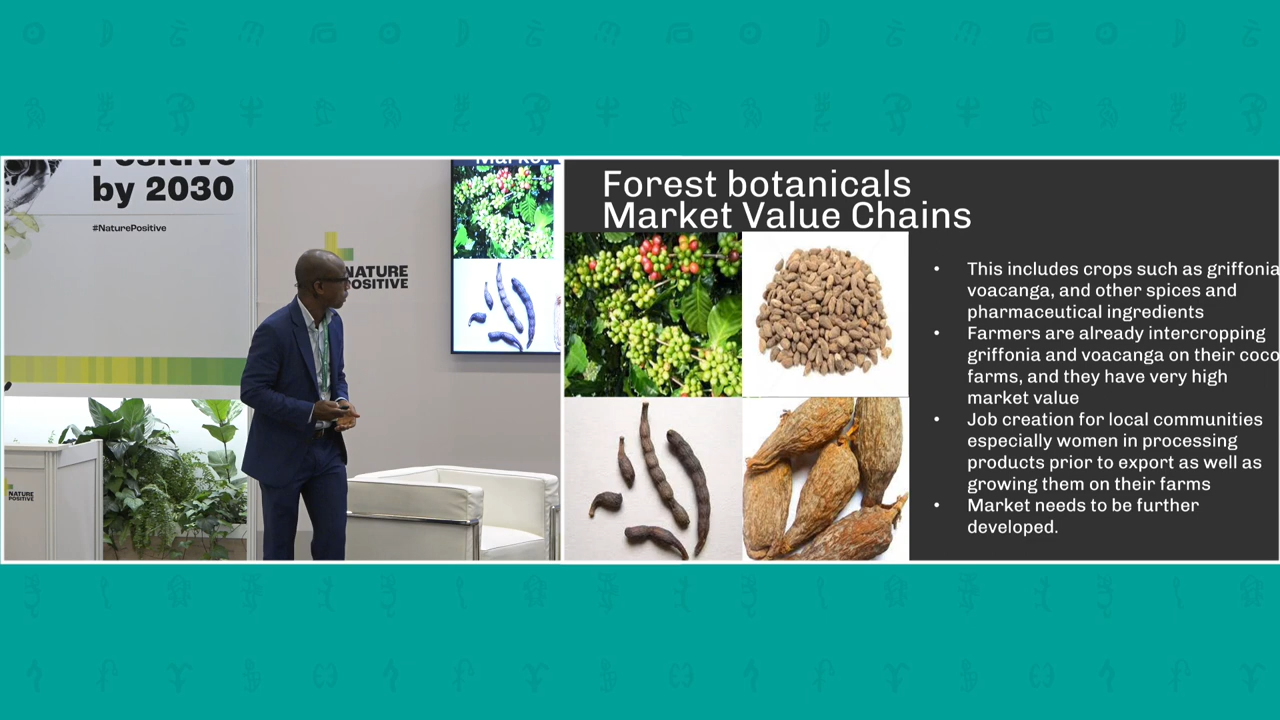 by 2030
#NaturePositive
NATURE
POSITIVE
NATURE
POSITIVE
Forest botanicals
Market Value Chains
• This includes crops such as griffonia
voacanga, and other spices and
pharmaceutical ingredients
• Farmers are already intercropping
griffonia and voacanga on their coco
farms, and they have very high
market value
• Job creation for local communities
especially women in processing
products prior to export as well as
growing them on their farms
• Market needs to be further
developed.